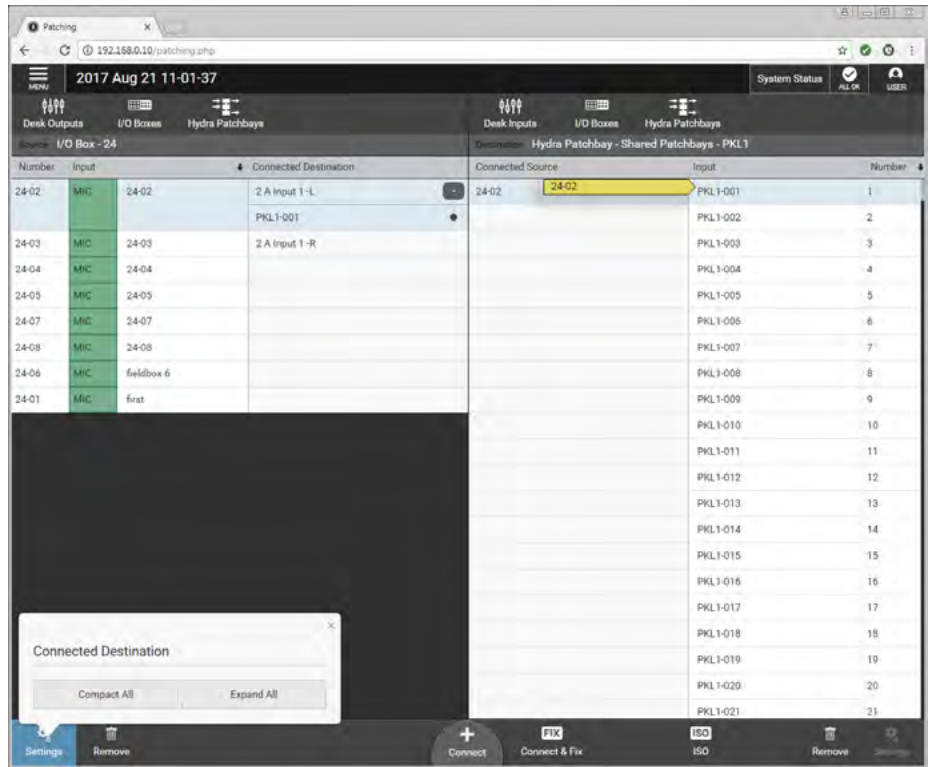 Patching
192.168.0.10/patching.php
MENU 2017 Aug 21 11-01-37 System Status ALL OK USER
Desk Outputs I/O Boxes Hydra Patchbays Desk Inputs I/O Boxes Hydra Patchbays
Source I/O Box - 24 Destination Hydra Patchbay - Shared Patchbays - PKL1
Number Input Connected Destination Connected Source Input Number
24-02 MIC 24-02 2 A Input 1 -L - 24-02 24-02 PKL1-001 1
PKL1-001 PKL1-002 2
24-03 MIC 24-03 2 A Input 1 -R PKL1-003 3
24-04 MIC 24-04 PKL1-004 4
24-05 MIC 24-05 PKL1-005 5
24-07 MIC 24-07 PKL1-006 6
24-08 MIC 24-08 PKL1-007 7
24-06 MIC fieldbox 6 PKL1-008 8
24-01 MIC first PKL1-009 9
PKL1-010 10
PKL1-011 11
PKL1-012 12
PKL1-013 13
PKL1-014 14
PKL1-015 15
PKL1-016 16
PKL1-017 17
PKL1-018 18
Connected Destination PKL1-019 19
Compact All Expand All PKL1-020 20
PKL1-021 21
Settings Remove Connect FIX Connect & Fix ISO ISO Remove Settings